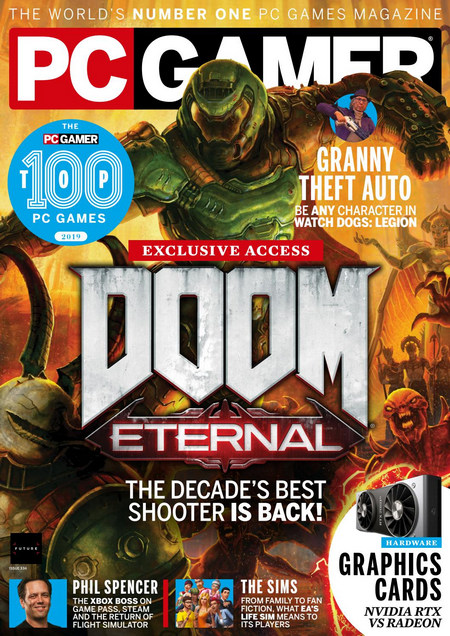 THE WORLD'S NUMBER ONE PC GAMES MAGAZINE
PC GAMER
THE
PC GAMER
TOP 100
PC GAMES
2019
GRANNY
THEFT AUTO
BE ANY CHARACTER IN
WATCH DOGS: LEGION
EXCLUSIVE ACCESS
DOOM
ETERNAL
THE DECADE'S BEST
SHOOTER IS BACK!
HARDWARE
GRAPHICS
CARDS
NVIDIA RTX
VS RADEON
FUTURE
PHIL SPENCER
THE XBOX BOSS ON
GAME PASS, STEAM
AND THE RETURN OF
FLIGHT SIMULATOR
THE SIMS
FROM FAMILY TO FAN
FICTION, WHAT EA'S
LIFE SIM MEANS TO
ITS PLAYERS